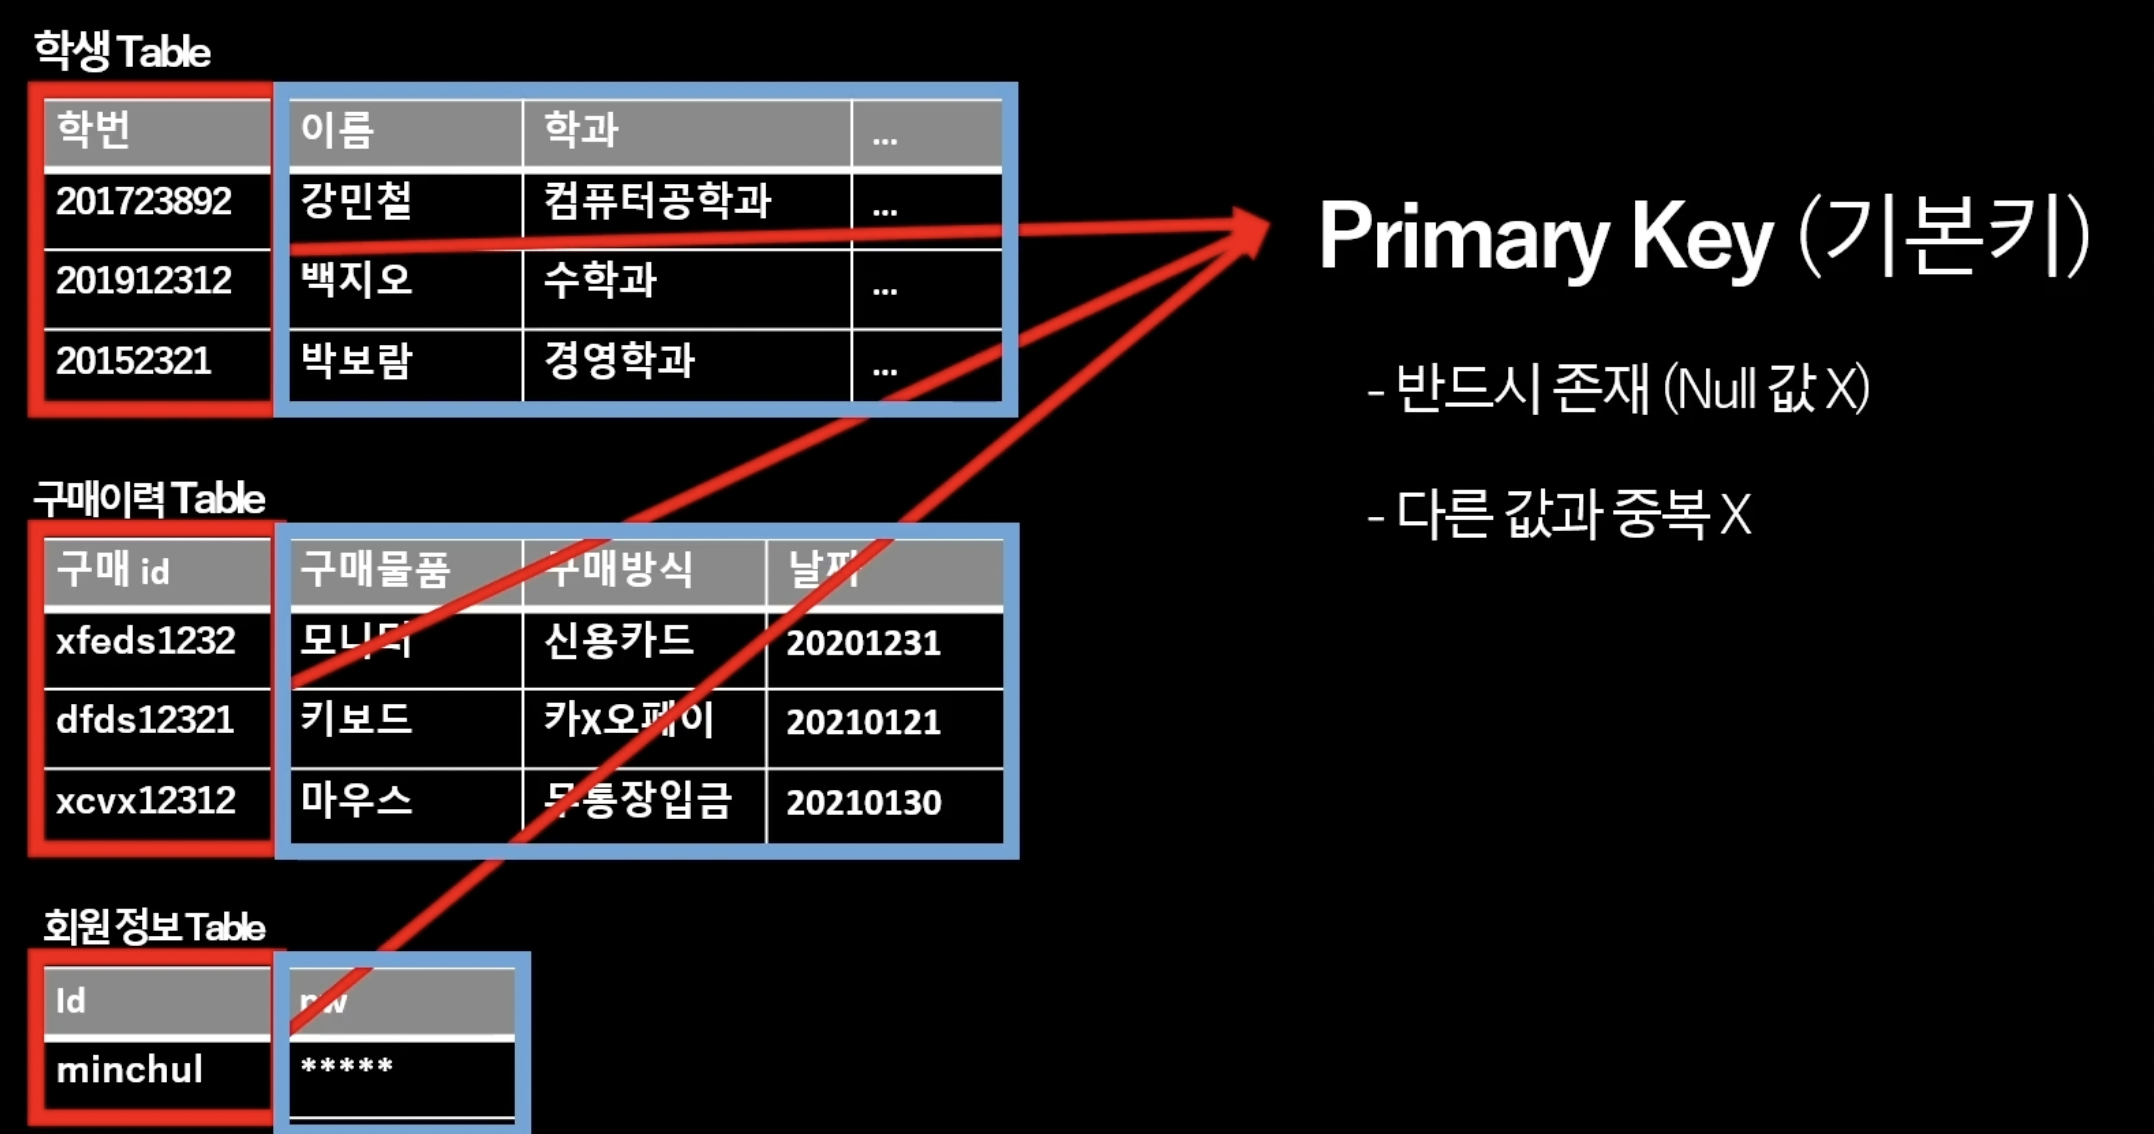 학생 Table
학번 이름 학과 ...
201723892 강민철 컴퓨터공학과 ...
201912312 백지오 수학과 ...
20152321 박보람 경영학과 ...
Primary Key (기본키)
- 반드시 존재 (Null 값 X)
- 다른 값과 중복 X
구매이력 Table
구매 id 구매물품 구매방식 날짜
xfeds1232 모니터 신용카드 20201231
dfds12321 키보드 카x오페이 20210121
xcvx12312 마우스 무통장입금 20210130
회원 정보 Table
Id pw
minchul *****